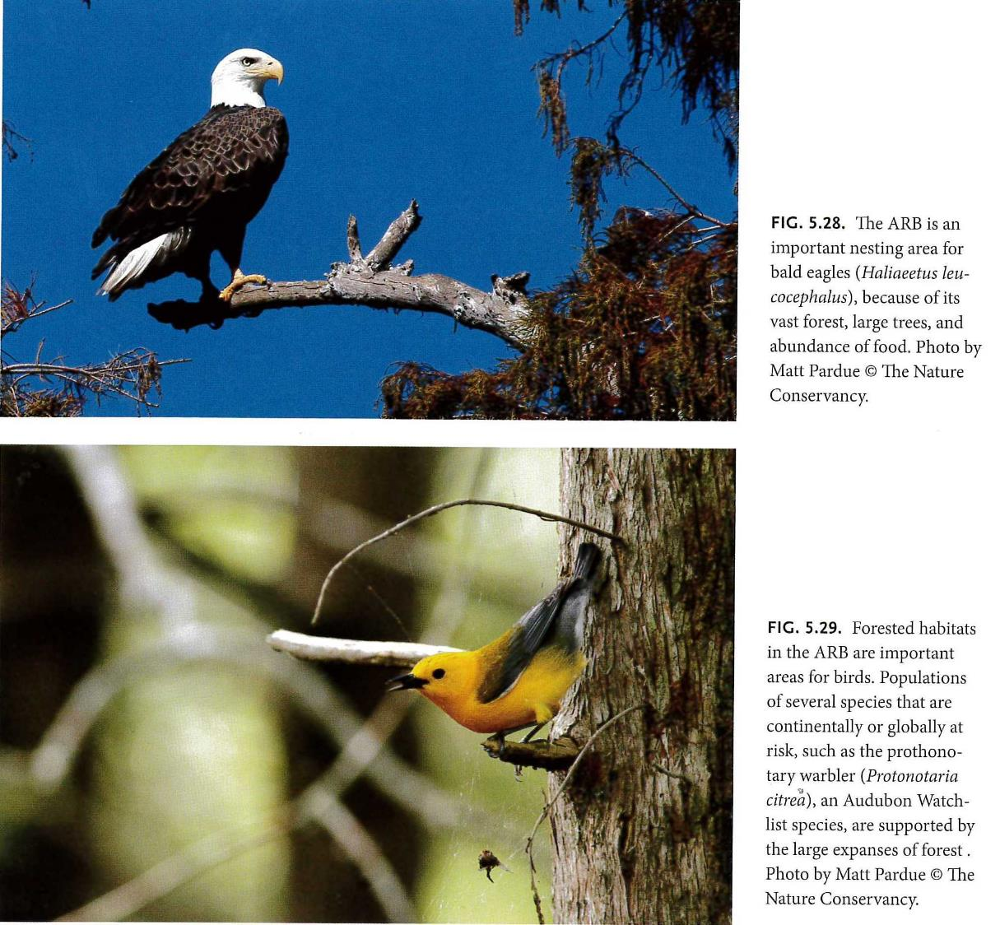 FIG. 5.28. The ARB is an
important nesting area for
bald eagles (Haliaeetus leu-
cocephalus), because of its
vast forest, large trees, and
abundance of food. Photo by
Matt Pardue © The Nature
Conservancy.
FIG. 5.29. Forested habitats
in the ARB are important
areas for birds. Populations
of several species that are
continentally or globally at
risk, such as the prothono-
tary warbler (Protonotaria
citrea), an Audubon Watch-
list species, are supported by
the large expanses of forest .
Photo by Matt Pardue © The
Nature Conservancy.